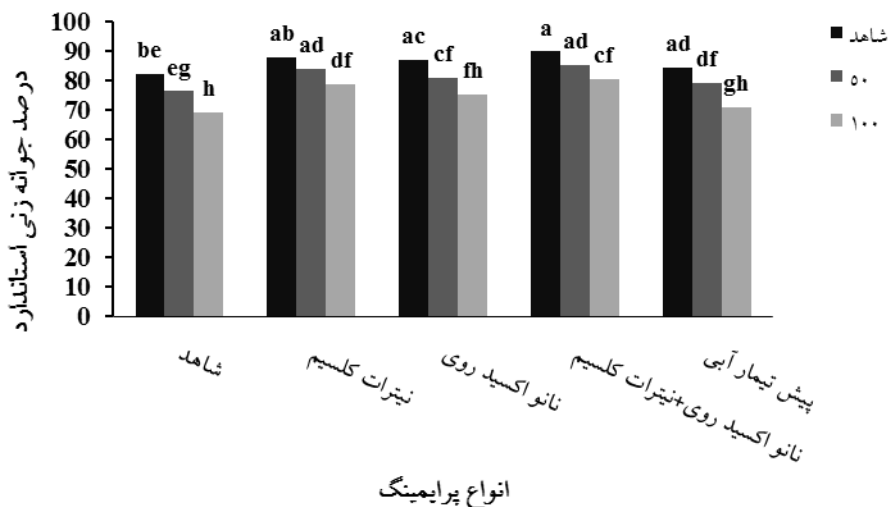 درصد جوانه زنی استاندارد
100
90
80
70
60
50
40
30
20
10
0
be eg h
ab ad df
ac cf fh
a ad cf
ad df gh
شاهد
نیترات کلسیم
نانو اکسید روی
نانو اکسید روی+نیترات کلسیم
پیش تیمار آبی
انواع پرایمینگ
شاهد
۵۰
۱۰۰